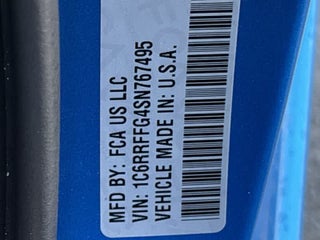 MFD BY: FCA US LLC
VIN: 1C6RRFFG4SN767495
VEHICLE MADE IN: U.S.A.